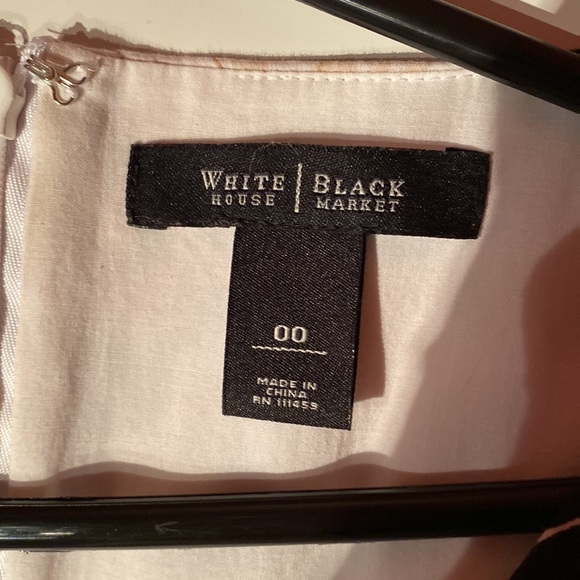 WHITE | BLACK
HOUSE | MARKET
00
MADE IN
CHINA
RN 111459